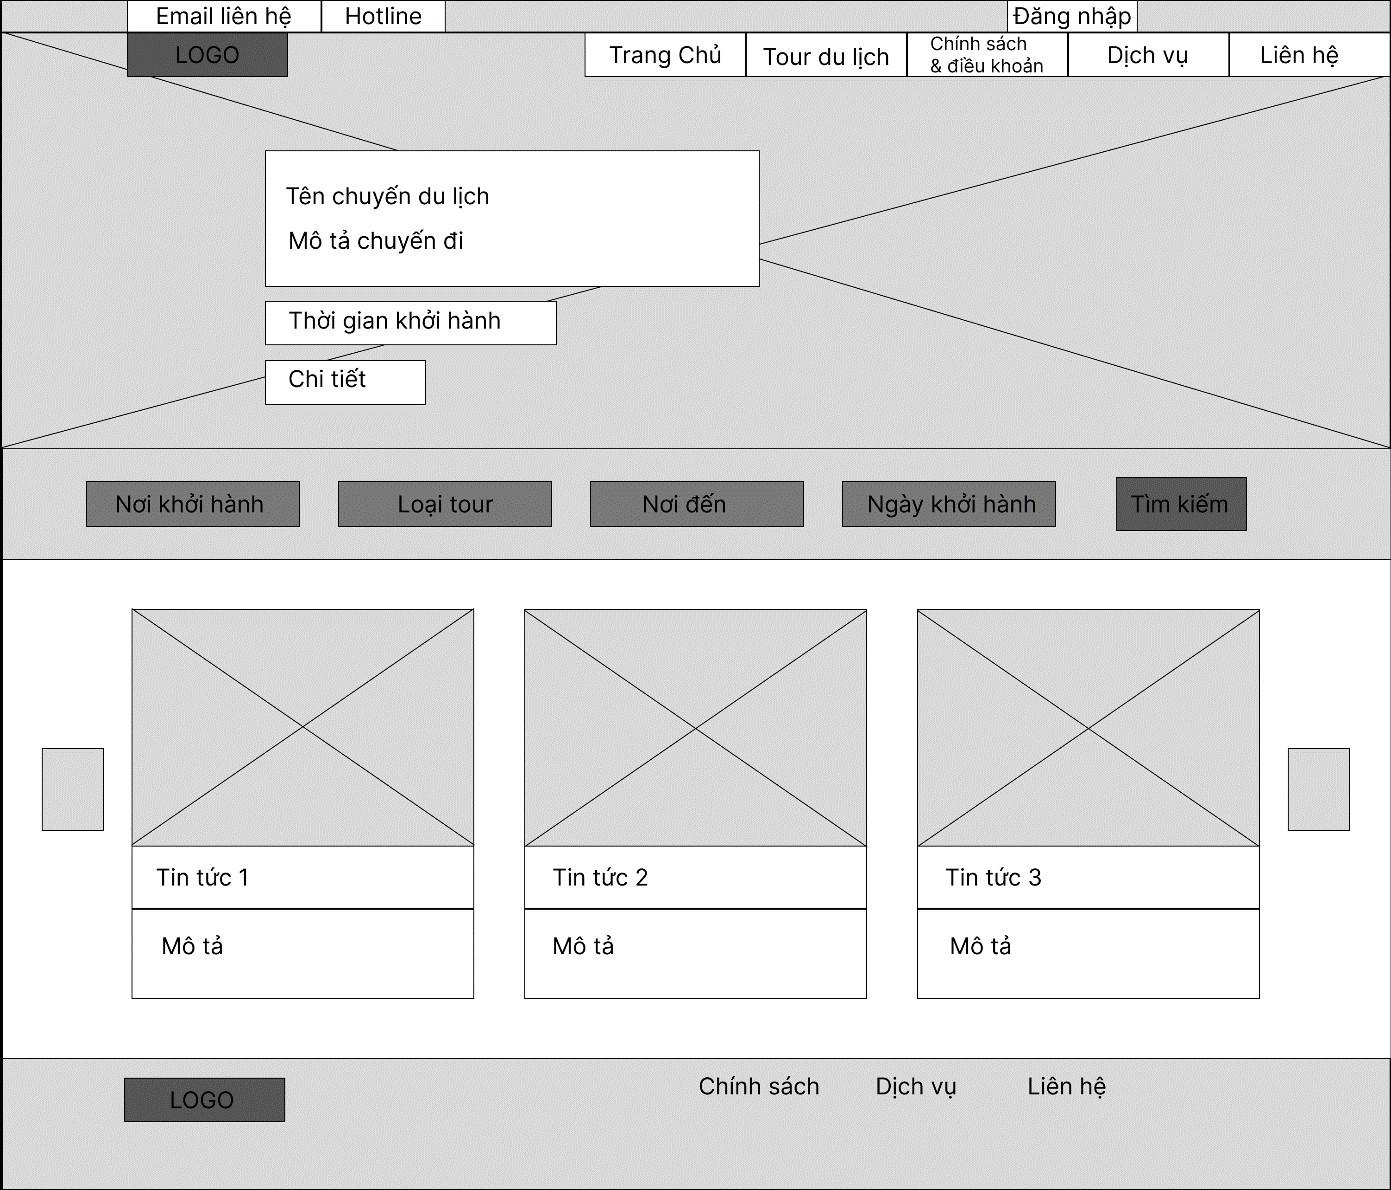 Email liên hệ
Hotline
Đăng nhập
LOGO
Trang Chủ
Tour du lịch
Chính sách
& điều khoản
Dịch vụ
Liên hệ
Tên chuyến du lịch
Mô tả chuyến đi
Thời gian khởi hành
Chi tiết
Nơi khởi hành
Loại tour
Nơi đến
Ngày khởi hành
Tìm kiếm
Tin tức 1
Tin tức 2
Tin tức 3
Mô tả
Mô tả
Mô tả
LOGO
Chính sách
Dịch vụ
Liên hệ